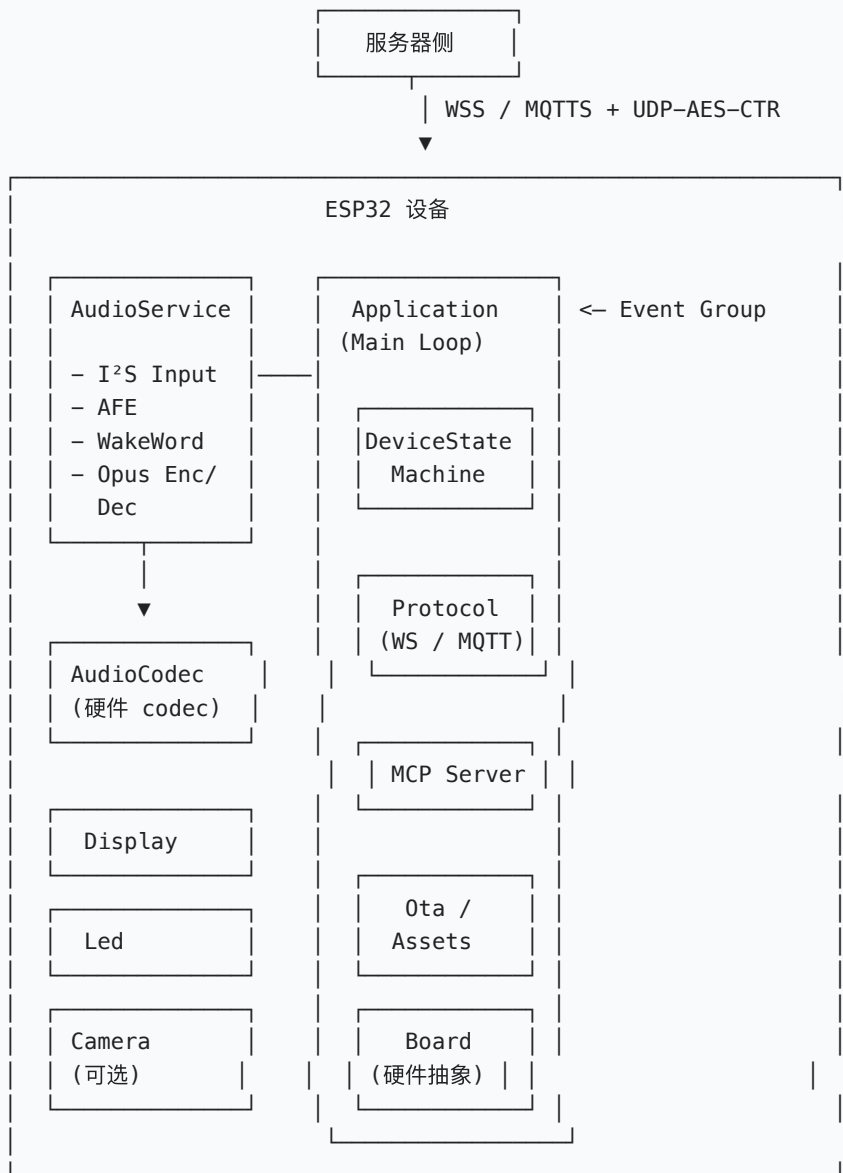 服务器侧
WSS / MQTTS + UDP-AES-CTR
▼
ESP32 设备
AudioService
- I²S Input
- AFE
- WakeWord
- Opus Enc/
Dec
▼
AudioCodec
(硬件 codec)
Display
Led
Camera
(可选)
Application
(Main Loop)
<- Event Group
DeviceState
Machine
Protocol
(WS / MQTT)
MCP Server
Ota /
Assets
Board
(硬件抽象)